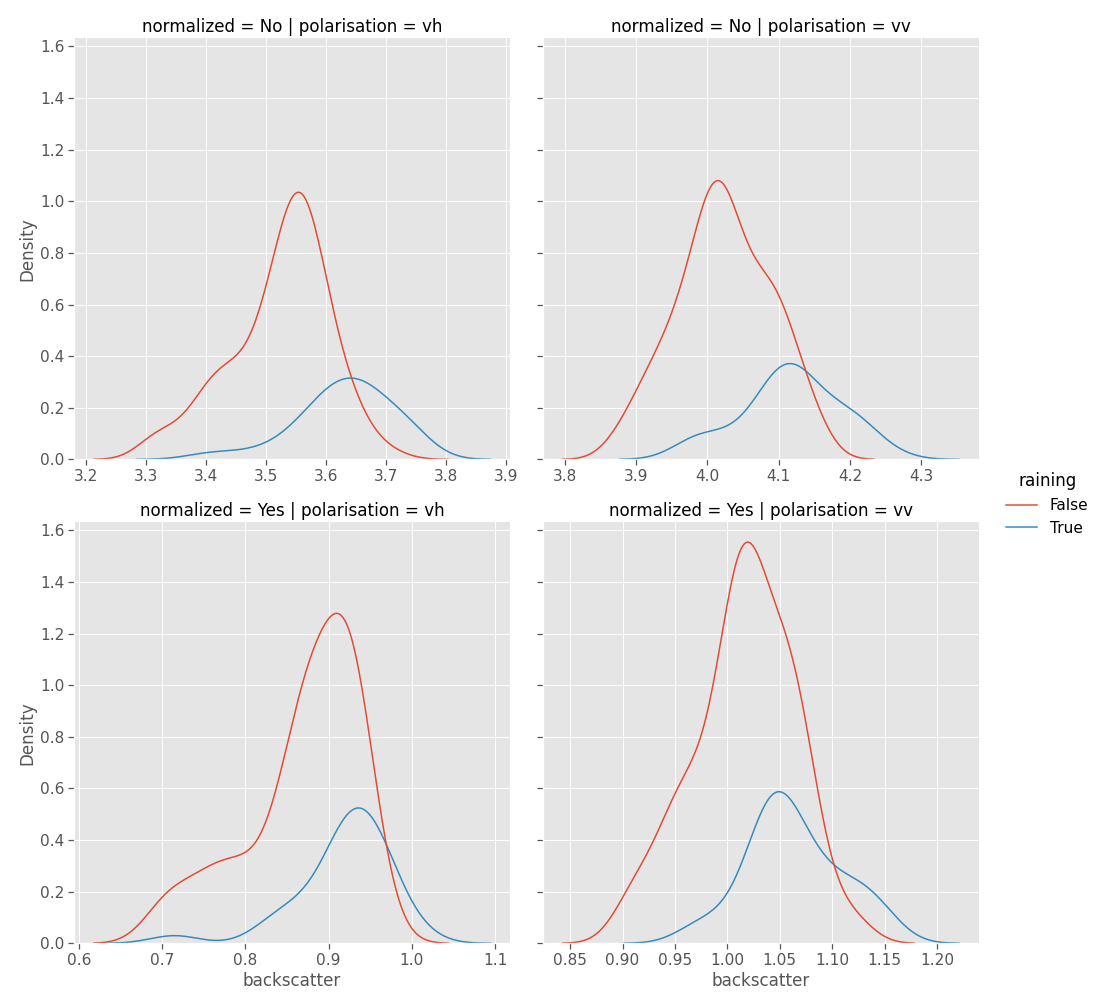 normalized = No | polarisation = vh
normalized = No | polarisation = vv
1.6
1.4
1.2
1.0
0.8
0.6
0.4
0.2
0.0
Density
3.2 3.3 3.4 3.5 3.6 3.7 3.8 3.9
3.8 3.9 4.0 4.1 4.2 4.3
raining
False
True
normalized = Yes | polarisation = vh
normalized = Yes | polarisation = vv
1.6
1.4
1.2
1.0
0.8
0.6
0.4
0.2
0.0
Density
0.6 0.7 0.8 0.9 1.0 1.1
0.85 0.90 0.95 1.00 1.05 1.10 1.15 1.20
backscatter
backscatter